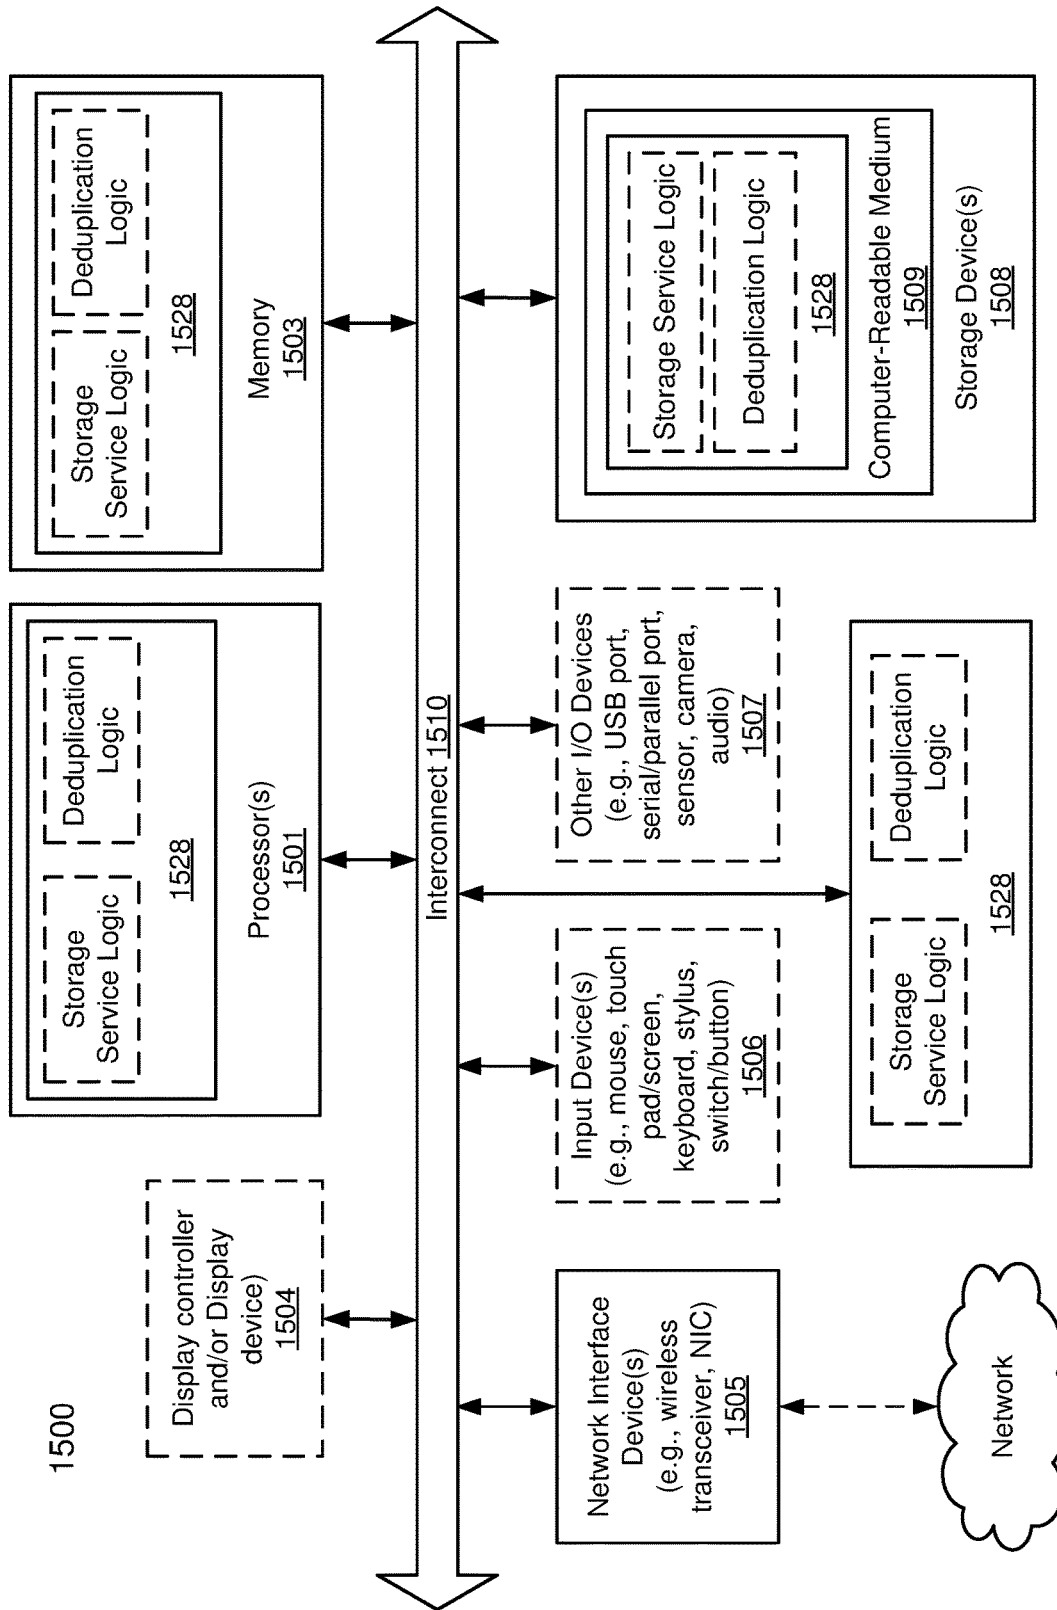 1500
Display controller
and/or Display
device)
1504
Storage
Service Logic
Deduplication
Logic
1528
Processor(s)
1501
Storage
Service Logic
Deduplication
Logic
1528
Memory
1503
Interconnect 1510
Network Interface
Device(s)
(e.g., wireless
transceiver, NIC)
1505
Input Device(s)
(e.g., mouse, touch
pad/screen,
keyboard, stylus,
switch/button)
1506
Other I/O Devices
(e.g., USB port,
serial/parallel port,
sensor, camera,
audio)
1507
Storage Service Logic
Deduplication Logic
1528
Computer-Readable Medium
1509
Storage Device(s)
1508
Storage
Service Logic
Deduplication
Logic
1528
Network